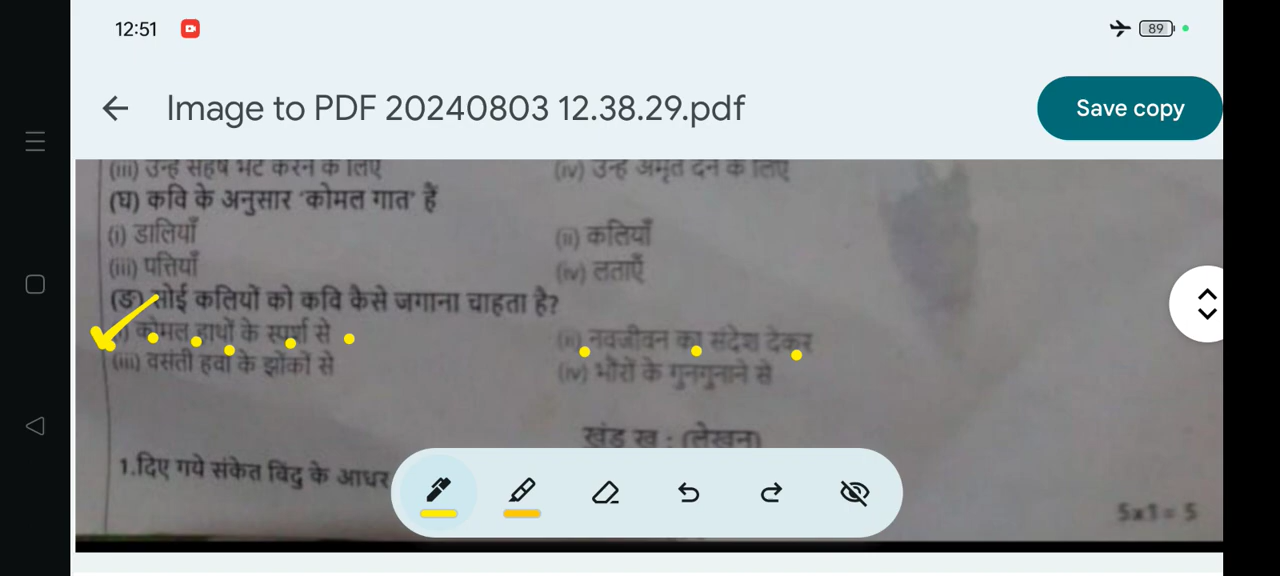 12:51 89
Image to PDF 20240803 12.38.29.pdf
Save copy
(iii) उन्हें सहर्ष भेंट करने के लिए (iv) उन्हें अमृत देने के लिए
(घ) कवि के अनुसार 'कोमल गात' हैं
(i) डालियाँ (ii) कलियाँ
(iii) पत्तियाँ (iv) लताएँ
(ङ) सोई कलियों को कवि कैसे जगाना चाहता है?
(i) कोमल हाथों के स्पर्श से (ii) नवजीवन का संदेश देकर
(iii) वसंती हवा के झोंकों से (iv) भौंरों के गुनगुनाने से
खंड ख : (लेखन)
1.दिए गये संकेत बिंदु के आधर
5x1= 5